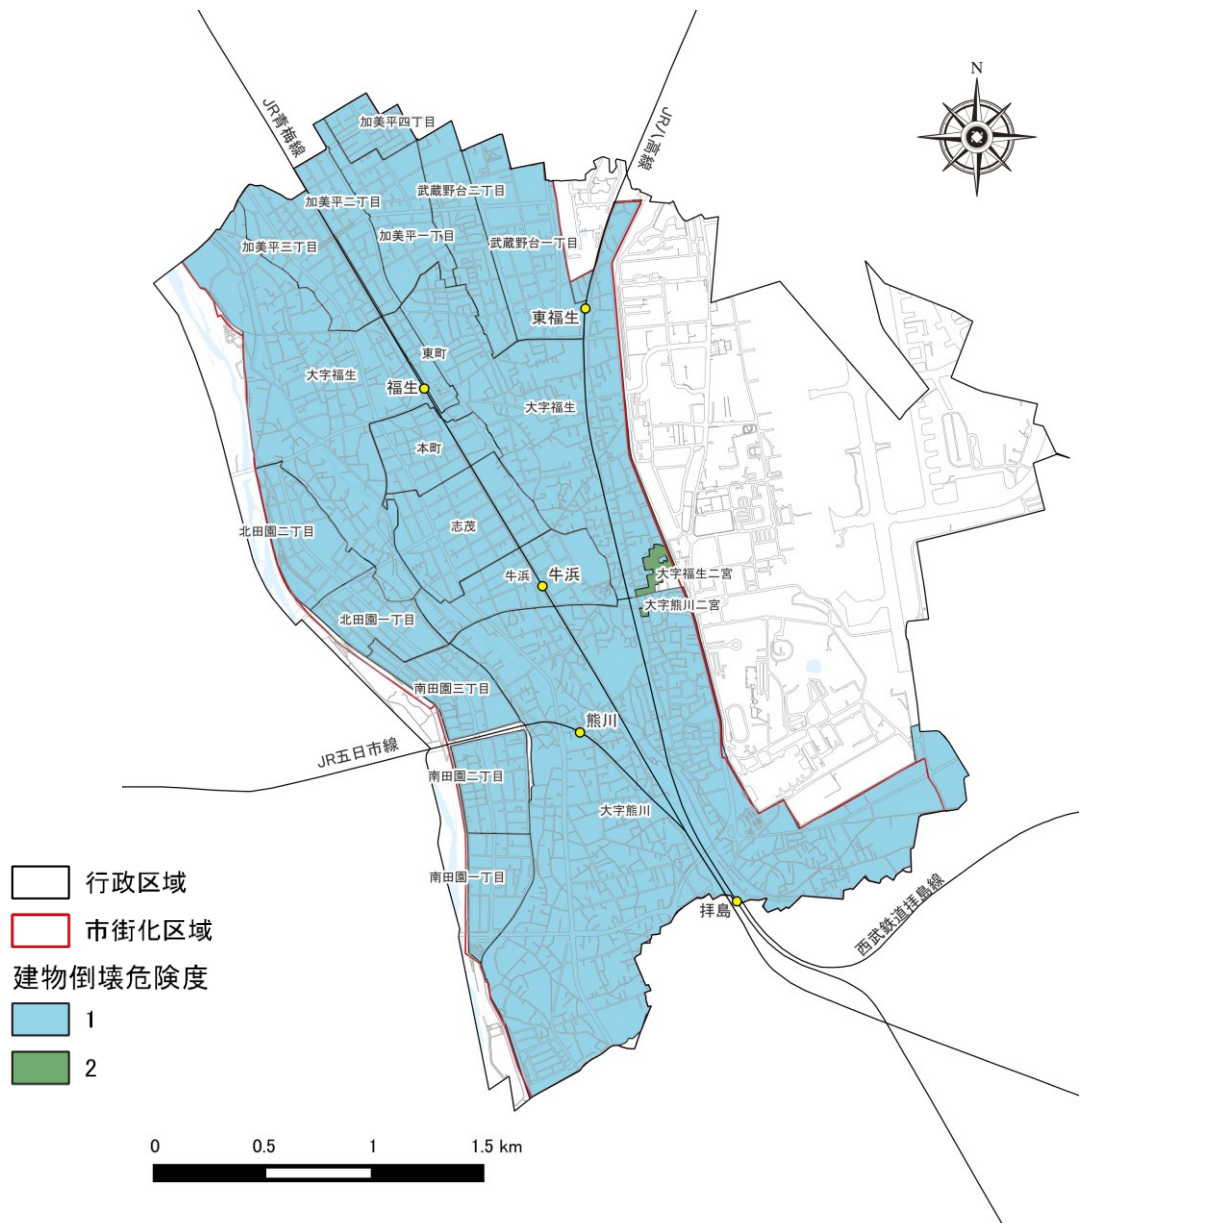 N
JR青梅線
JR八高線
加美平四丁目
武蔵野台二丁目
加美平二丁目
加美平一丁目
加美平三丁目
武蔵野台一丁目
東福生
東町
大字福生
福生
大字福生
本町
志茂
北田園二丁目
牛浜
牛浜
大字福生二宮
大字熊川二宮
北田園一丁目
南田園三丁目
熊川
JR五日市線
南田園二丁目
大字熊川
南田園一丁目
拝島
西武鉄道拝島線
行政区域
市街化区域
建物倒壊危険度
1
2
0 0.5 1 1.5 km